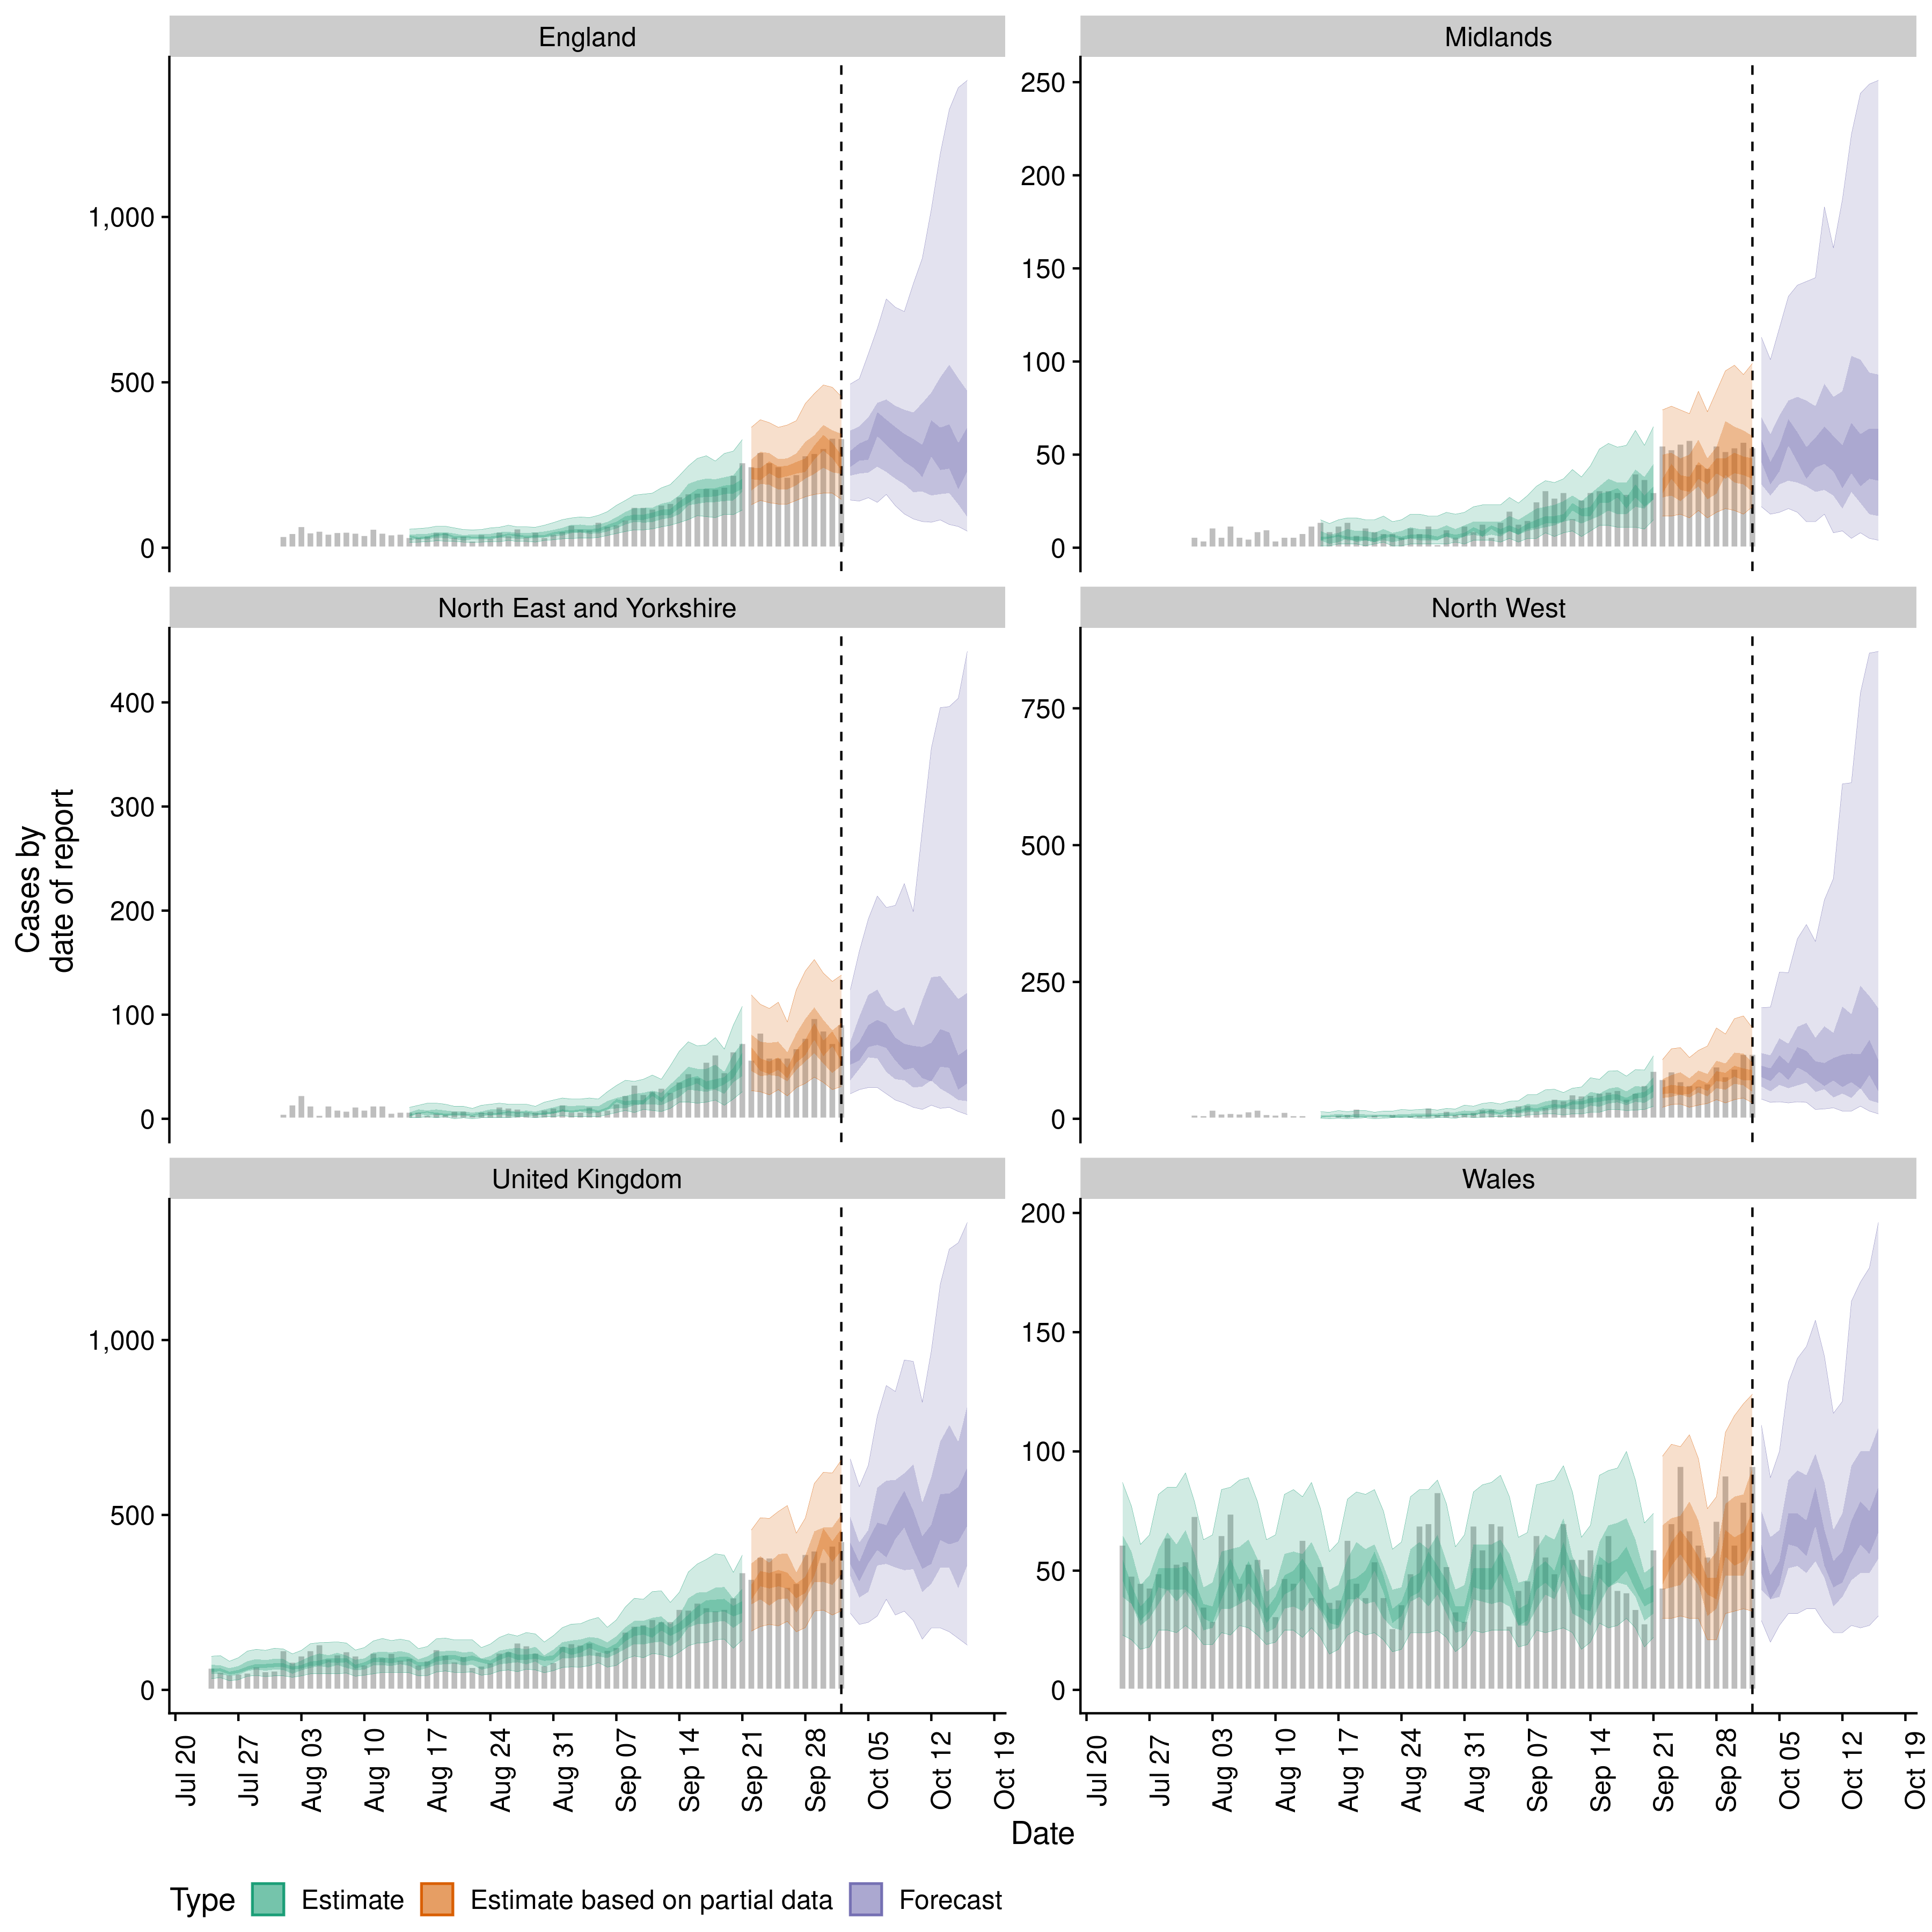 England
Midlands
1,000
500
0
250
200
150
100
50
0
North East and Yorkshire
North West
400
300
200
100
0
750
500
250
0
United Kingdom
Wales
1,000
500
0
200
150
100
50
0
Cases by
date of report
Jul 20
Jul 27
Aug 03
Aug 10
Aug 17
Aug 24
Aug 31
Sep 07
Sep 14
Sep 21
Sep 28
Oct 05
Oct 12
Oct 19
Jul 20
Jul 27
Aug 03
Aug 10
Aug 17
Aug 24
Aug 31
Sep 07
Sep 14
Sep 21
Sep 28
Oct 05
Oct 12
Oct 19
Date
Type Estimate Estimate based on partial data Forecast